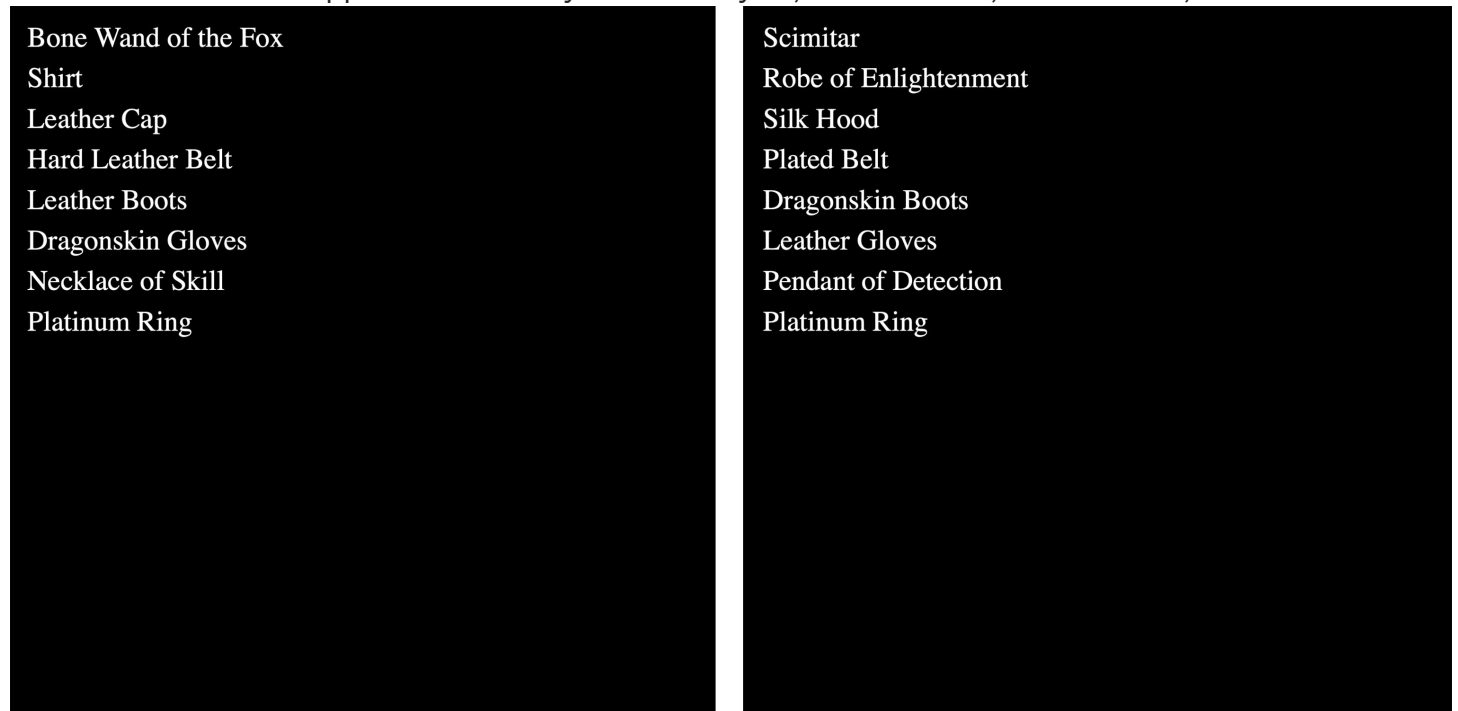 Bone Wand of the Fox
Shirt
Leather Cap
Hard Leather Belt
Leather Boots
Dragonskin Gloves
Necklace of Skill
Platinum Ring
Scimitar
Robe of Enlightenment
Silk Hood
Plated Belt
Dragonskin Boots
Leather Gloves
Pendant of Detection
Platinum Ring